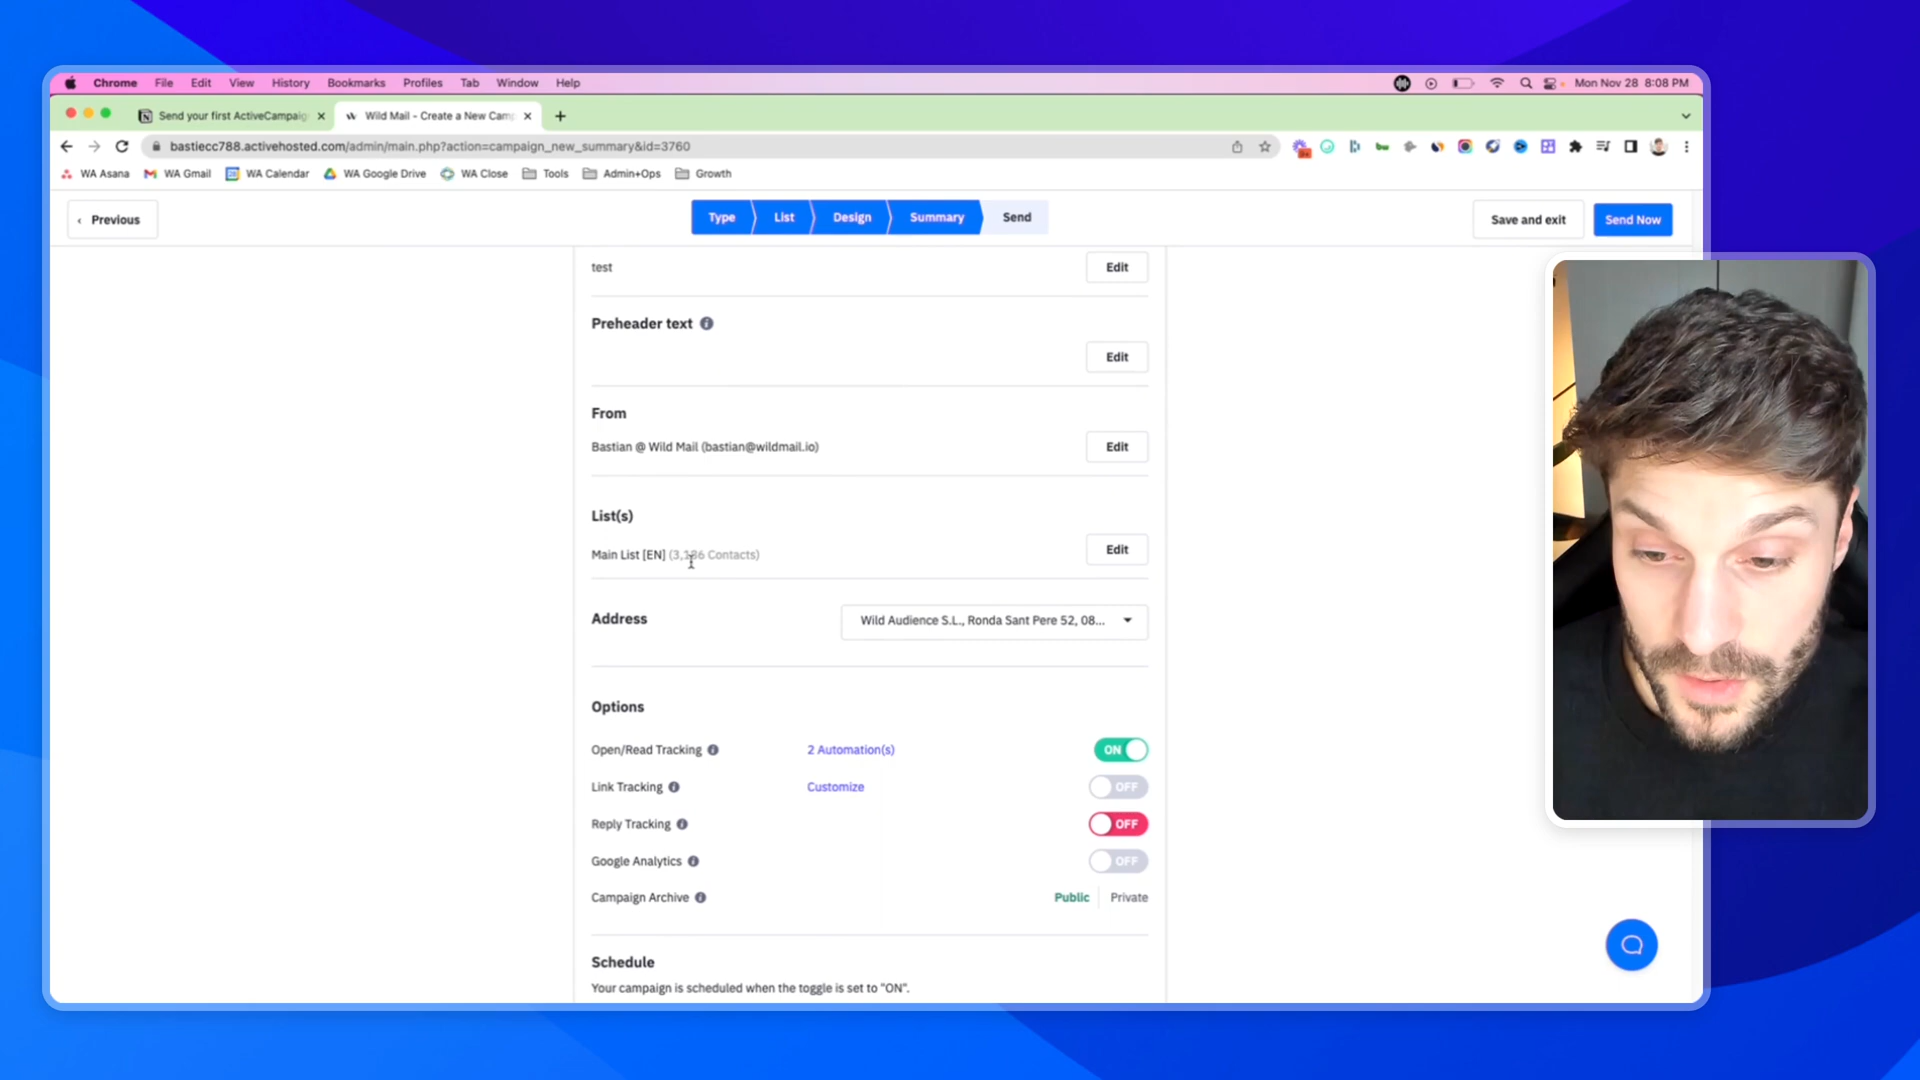 Chrome File Edit View History Bookmarks Profiles Tab Window Help Mon Nov 28 8:08 PM
Send your first ActiveCampaig Wild Mail - Create a New Cam
bastiecc788.activehosted.com/admin/main.php?action=campaign_new_summary&id=3760
WA Asana WA Gmail WA Calendar WA Google Drive WA Close Tools Admin+Ops Growth
Previous Type List Design Summary Send Save and exit Send Now
test Edit
Preheader text
Edit
From
Bastian @ Wild Mail (bastian@wildmail.io) Edit
List(s)
Main List [EN] (3,186 Contacts) Edit
Address Wild Audience S.L., Ronda Sant Pere 52, 08...
Options
Open/Read Tracking 2 Automation(s) ON
Link Tracking Customize OFF
Reply Tracking OFF
Google Analytics OFF
Campaign Archive Public Private
Schedule
Your campaign is scheduled when the toggle is set to "ON".